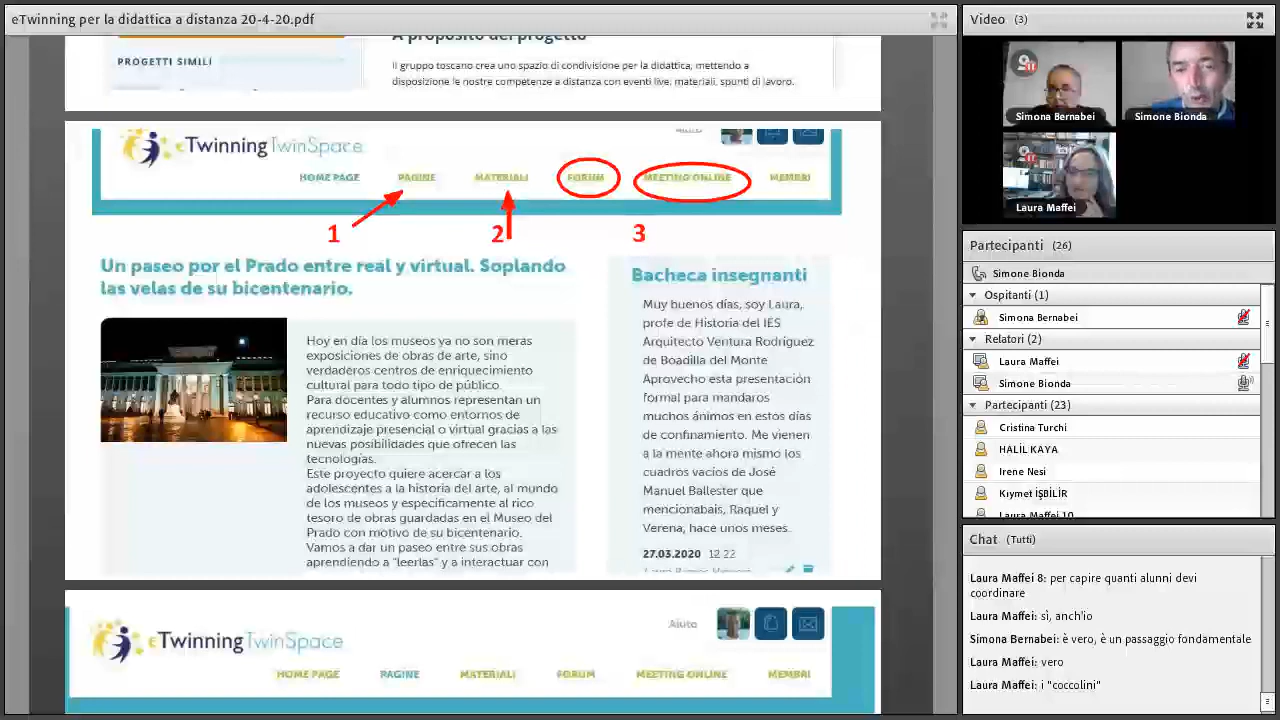 eTwinning per la didattica a distanza 20-4-20.pdf
A proposito del progetto
PROGETTI SIMILI
Il gruppo toscano crea uno spazio di condivisione per la didattica, mettendo a
disposizione le nostre competenze a distanza con eventi live, materiali, spunti di lavoro.
eTwinning TwinSpace
HOME PAGE PAGINE MATERIALI FORUM MEETING ONLINE MEMBRI
1 2 3
Un paseo por el Prado entre real y virtual. Soplando
las velas de su bicentenario.
Hoy en día los museos ya no son meras
exposiciones de obras de arte, sino
verdaderos centros de enriquecimiento
cultural para todo tipo de público.
Para docentes y alumnos representan un
recurso educativo como entornos de
aprendizaje presencial o virtual gracias a las
nuevas posibilidades que ofrecen las
tecnologías.
Este proyecto quiere acercar a los
adolescentes a la historia del arte, al mundo
de los museos y específicamente al rico
tesoro de obras guardadas en el Museo del
Prado con motivo de su bicentenario.
Vamos a dar un paseo entre sus obras
aprendiendo a "leerlas" y a interactuar con
Bacheca insegnanti
Muy buenos días, soy Laura,
profe de Historia del IES
Arquitecto Ventura Rodríguez
de Boadilla del Monte
Aprovecho esta presentación
formal para mandaros
muchos ánimos en estos días
de confinamiento. Me vienen
a la mente ahora mismo los
cuadros vacíos de José
Manuel Ballester que
mencionabais, Raquel y
Verena, hace unos meses.
27.03.2020 12:22
eTwinning TwinSpace
Aiuto
HOME PAGE PAGINE MATERIALI FORUM MEETING ONLINE MEMBRI
Video (3)
Simona Bernabei
Simone Bionda
Laura Maffei
Partecipanti (26)
Simone Bionda
Ospitanti (1)
Simona Bernabei
Relatori (2)
Laura Maffei
Simone Bionda
Partecipanti (23)
Cristina Turchi
HALİL KAYA
Irene Nesi
Kıymet İŞBİLİR
Laura Maffei 10
Chat (Tutti)
Laura Maffei 8: per capire quanti alunni devi
coordinare
Laura Maffei: sì, anch'io
Simona Bernabei: è vero, è un passaggio fondamentale
Laura Maffei: vero
Laura Maffei: i "coccolini"